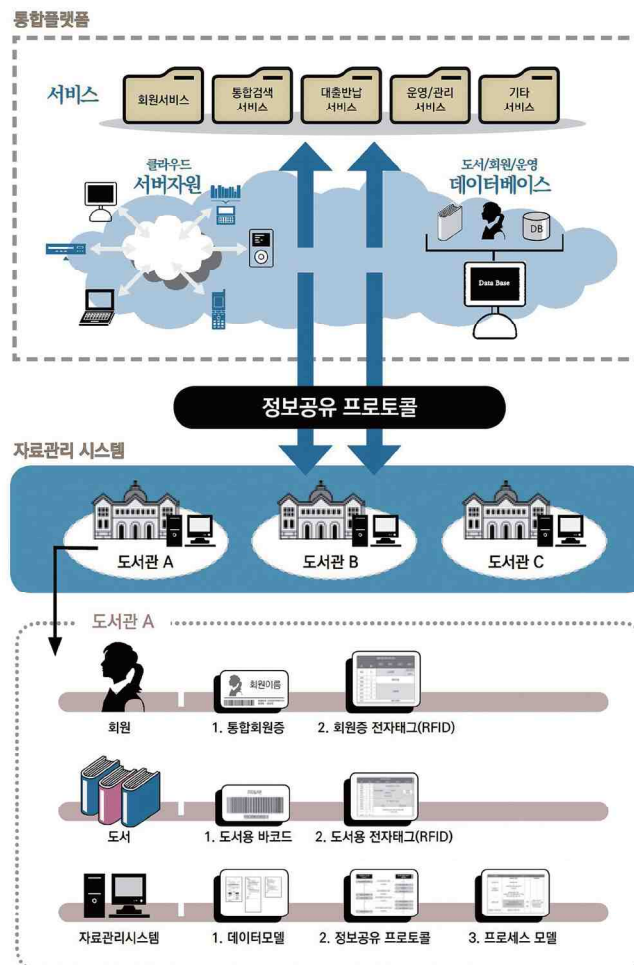 통합플랫폼
서비스
회원서비스
통합검색
서비스
대출반납
서비스
운영/관리
서비스
기타
서비스
클라우드
서버자원
도서/회원/운영
데이터베이스
DB
Data Base
정보공유 프로토콜
자료관리 시스템
도서관 A
도서관 B
도서관 C
도서관 A
회원이름
회원
1. 통합회원증
2. 회원증 전자태그(RFID)
도서
1. 도서용 바코드
2. 도서용 전자태그(RFID)
자료관리시스템
1. 데이터모델
2. 정보공유 프로토콜
3. 프로세스 모델